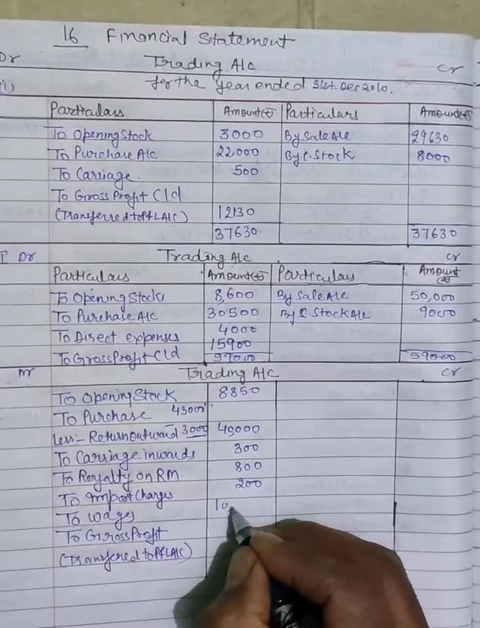 16 Financial Statement
Dr Trading A/c Cr
for the year ended 31st Dec 2010.
(i)
Particulars Amount(₹) Particulars Amount(₹)
To Opening Stock 3000 By Sale A/c 29630
To Purchase A/c 22,000 By C. Stock 8000
To Carriage. 500
To Gross Profit C/d
(Transferred to P/L A/C) 12130
37630 37630
I Dr Trading A/c Cr
Particulars Amount(₹) Particulars Amount (₹)
To Opening Stock 8,600 By Sale A/c 50,000
To Purchase A/c 30500 By C Stock A/c 9000
To Direct expenses 4000
To Gross Profit C/d 15900
59000 59000
Trading A/C Cr
To Opening Stock 8850
To Purchase 43000
Less - Return outward 3000 40000
To Carriage inwards 300
To Royalty on RM 800
To Import Charges 200
To Wages 10
To Gross Profit
(Transferred to P/L A/C)